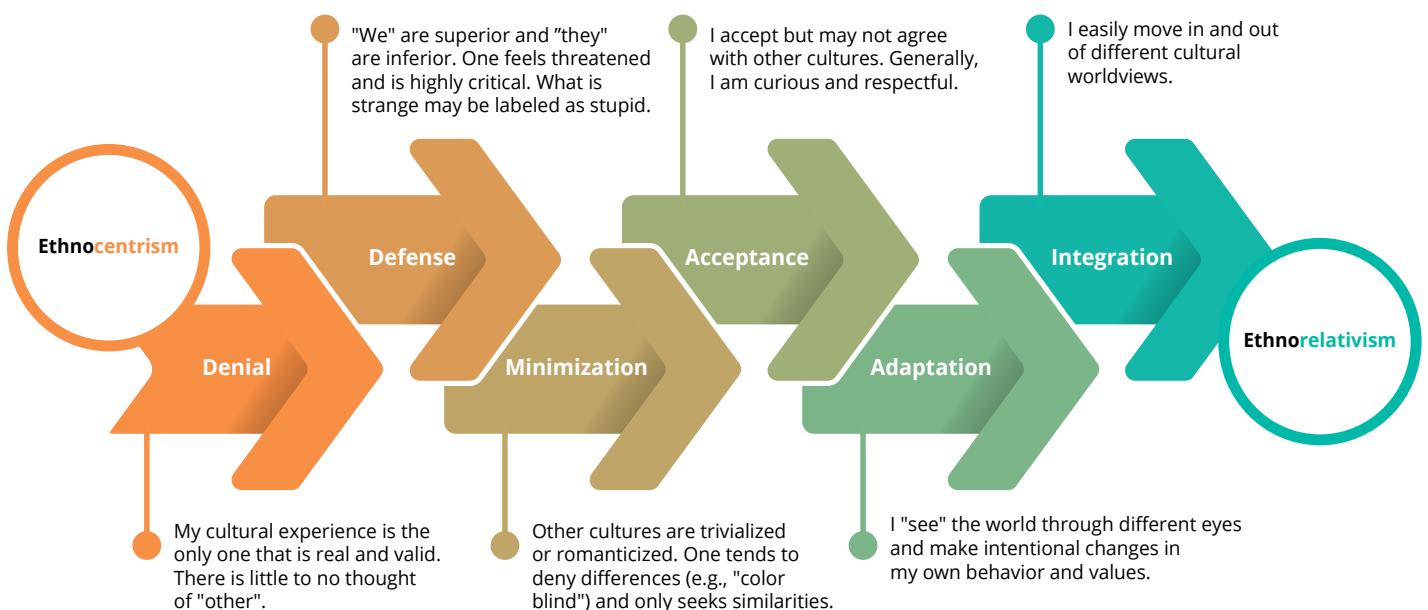 Ethnocentrism
Denial
My cultural experience is the
only one that is real and valid.
There is little to no thought
of "other".
"We" are superior and ”they"
are inferior. One feels threatened
and is highly critical. What is
strange may be labeled as stupid.
Defense
Minimization
Other cultures are trivialized
or romanticized. One tends to
deny differences (e.g., "color
blind") and only seeks similarities.
I accept but may not agree
with other cultures. Generally,
I am curious and respectful.
Acceptance
Adaptation
I "see" the world through different eyes
and make intentional changes in
my own behavior and values.
I easily move in and out
of different cultural
worldviews.
Integration
Ethnorelativism